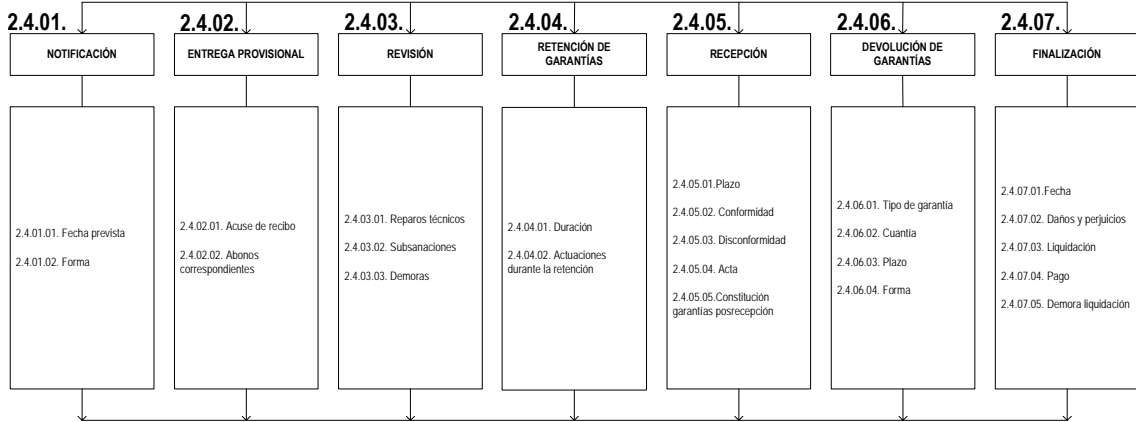 2.4.01.
NOTIFICACIÓN
2.4.01.01. Fecha prevista
2.4.01.02. Forma
2.4.02.
ENTREGA PROVISIONAL
2.4.02.01. Acuse de recibo
2.4.02.02. Abonos
correspondientes
2.4.03.
REVISIÓN
2.4.03.01. Reparos técnicos
2.4.03.02. Subsanaciones
2.4.03.03. Demoras
2.4.04.
RETENCIÓN DE
GARANTÍAS
2.4.04.01. Duración
2.4.04.02. Actuaciones
durante la retención
2.4.05.
RECEPCIÓN
2.4.05.01.Plazo
2.4.05.02. Conformidad
2.4.05.03. Disconformidad
2.4.05.04. Acta
2.4.05.05.Constitución
garantías posrecepción
2.4.06.
DEVOLUCIÓN DE
GARANTÍAS
2.4.06.01. Tipo de garantía
2.4.06.02. Cuantía
2.4.06.03. Plazo
2.4.06.04. Forma
2.4.07.
FINALIZACIÓN
2.4.07.01.Fecha
2.4.07.02. Daños y perjuicios
2.4.07.03. Liquidación
2.4.07.04. Pago
2.4.07.05. Demora liquidación